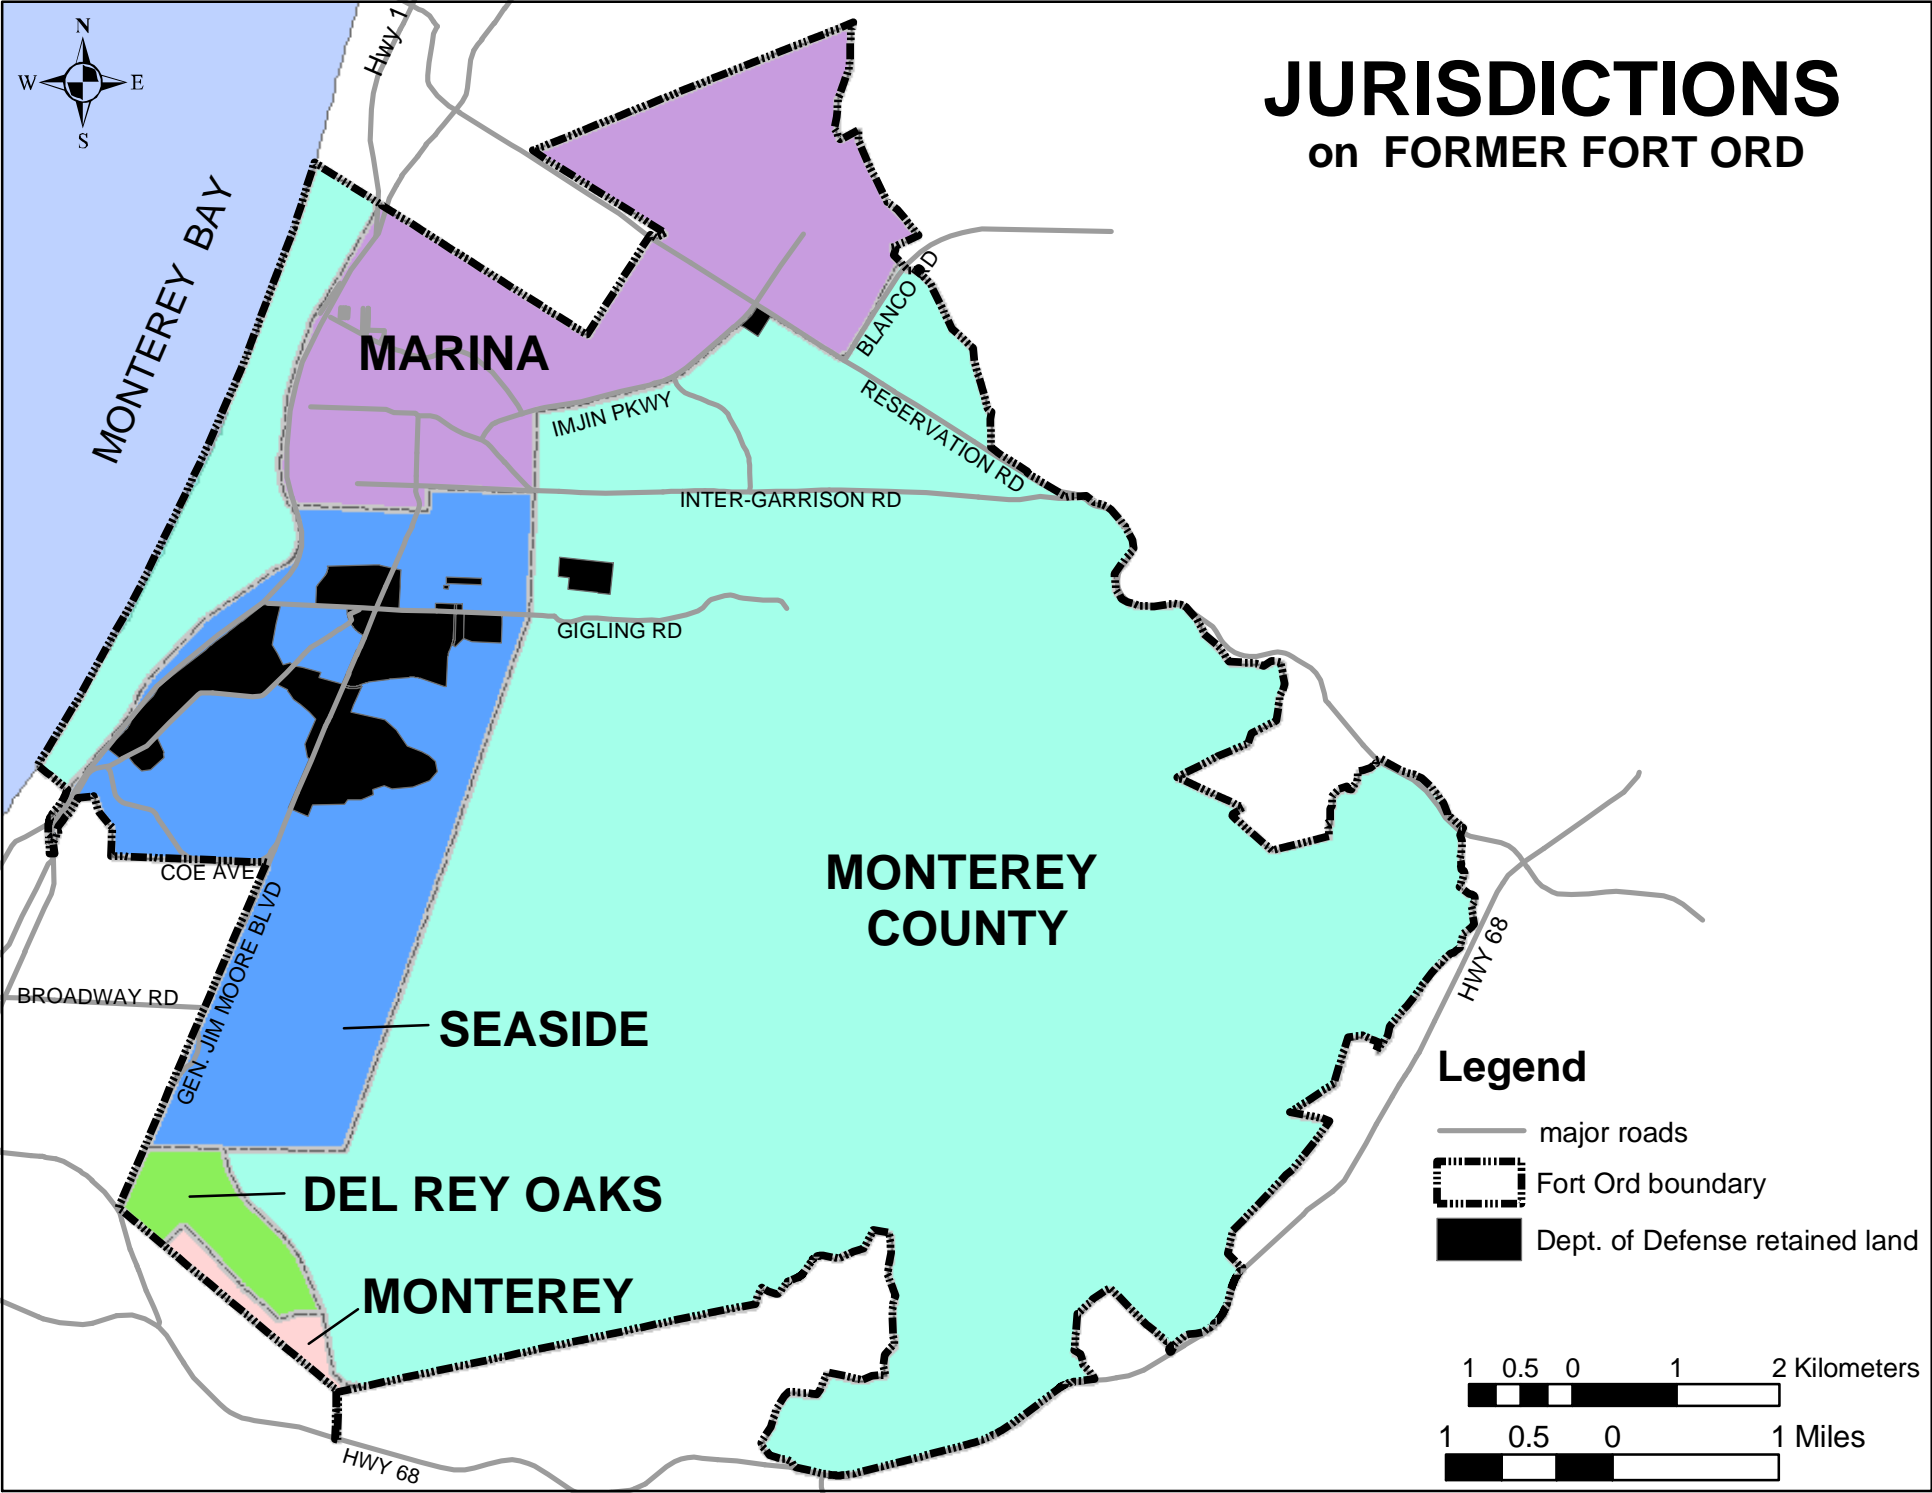 N
W E
S
Hwy 1
JURISDICTIONS
on FORMER FORT ORD
MONTEREY BAY
BLANCO RD
MARINA
IMJIN PKWY
RESERVATION RD
INTER-GARRISON RD
GIGLING RD
COE AVE
MONTEREY
COUNTY
GEN. JIM MOORE BLVD
BROADWAY RD
HWY 68
SEASIDE
DEL REY OAKS
MONTEREY
HWY 68
Legend
major roads
Fort Ord boundary
Dept. of Defense retained land
1 0.5 0 1 2 Kilometers
1 0.5 0 1 Miles